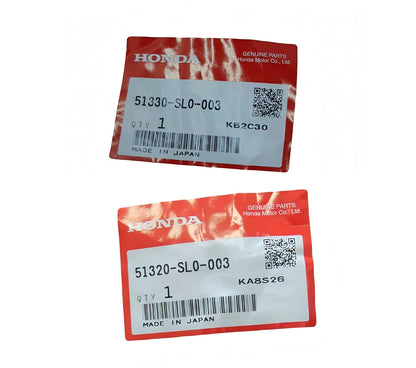 HONDA
GENUINE PARTS
Honda Motor Co., Ltd.
51330-SL0-003
QTY 1
K62C30
MADE IN JAPAN
HONDA
GENUINE PARTS
Honda Motor Co., Ltd.
51320-SL0-003
QTY 1
KA8S26
MADE IN JAPAN